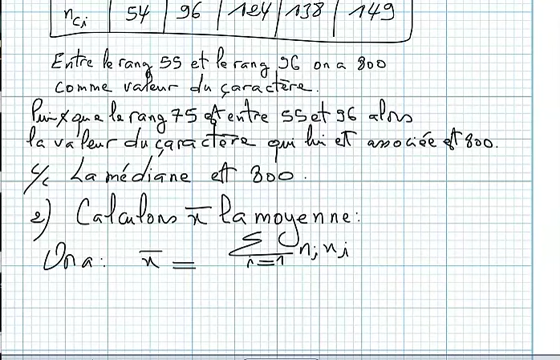 n_ci | 54 | 96 | 124 | 138 | 149
Entre le rang 55 et le rang 96 on a 800
comme valeur du caractère.
Puisque le rang 75 est entre 55 et 96 alors
la valeur du caractère qui lui est associée est 800.
La médiane est 800.
2) Calculons x̄ la moyenne:
On a: x̄ = Σ n_i x_i